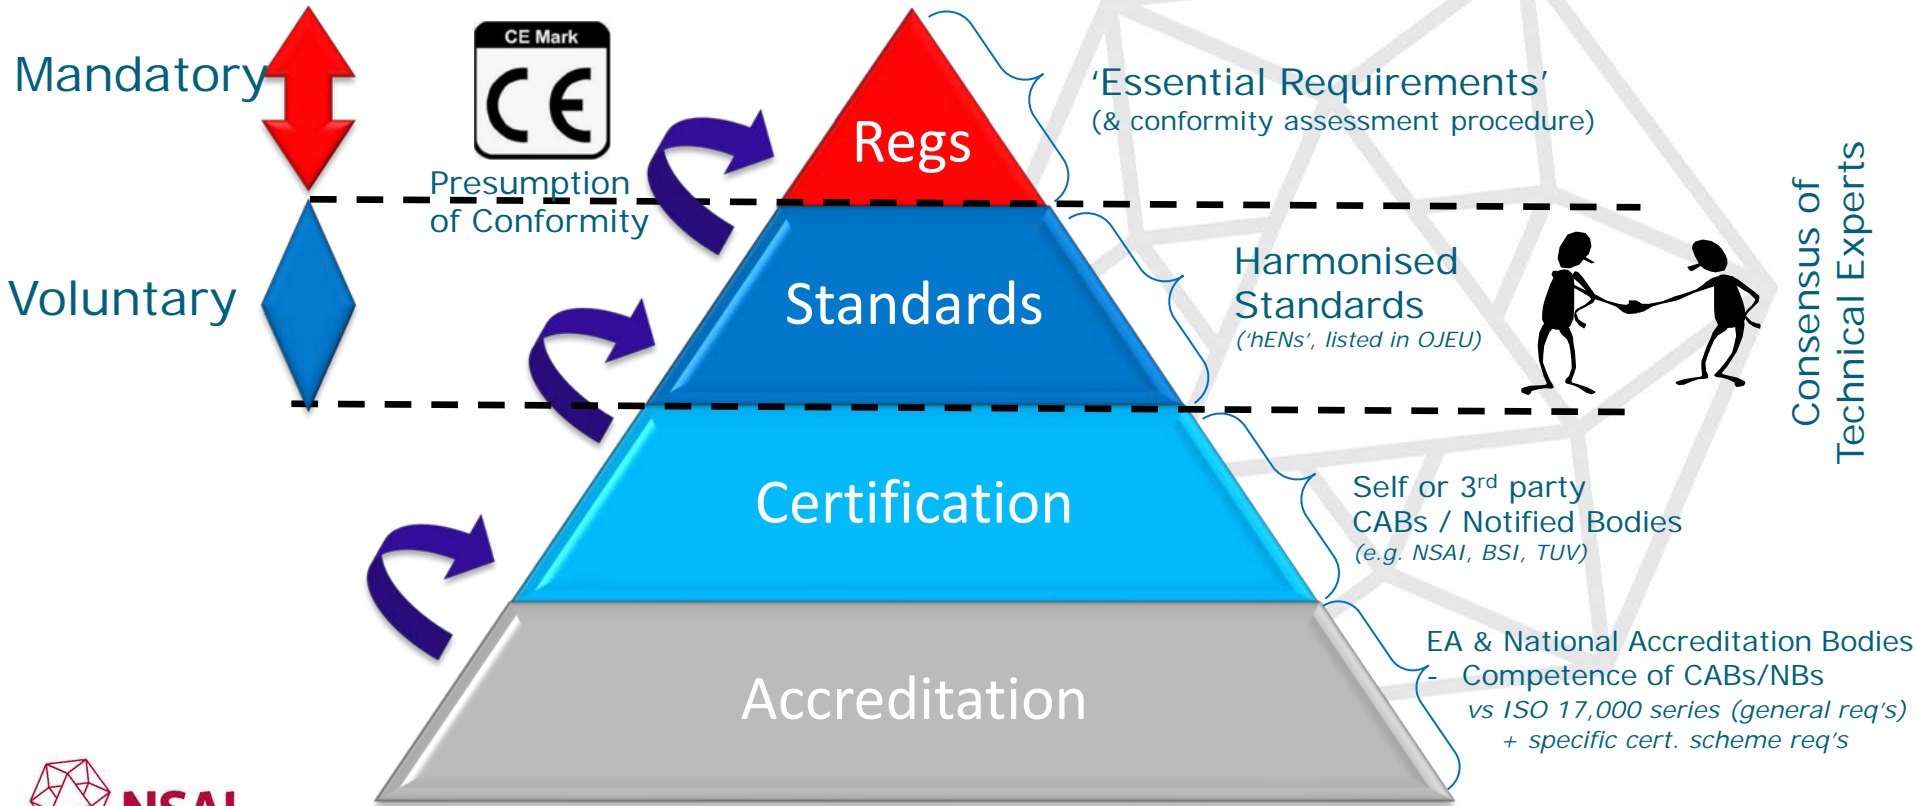 Mandatory
CE Mark
CE
Presumption
of Conformity
Voluntary
Regs
Standards
Certification
Accreditation
‘Essential Requirements’
(& conformity assessment procedure)
Harmonised
Standards
(‘hENs’, listed in OJEU)
Consensus of
Technical Experts
Self or 3rd party
CABs / Notified Bodies
(e.g. NSAI, BSI, TUV)
EA & National Accreditation Bodies
- Competence of CABs/NBs
vs ISO 17,000 series (general req's)
+ specific cert. scheme req's
NSAI